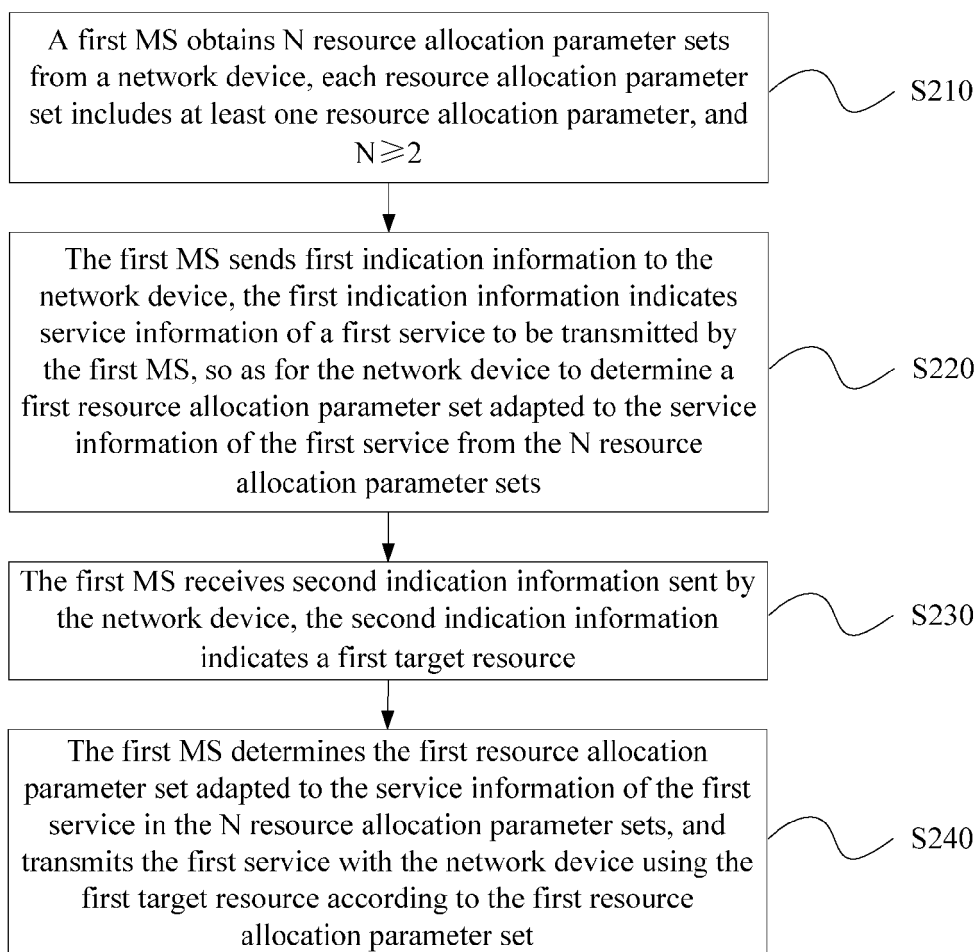 A first MS obtains N resource allocation parameter sets
from a network device, each resource allocation parameter
set includes at least one resource allocation parameter, and
N⩾2
S210
The first MS sends first indication information to the
network device, the first indication information indicates
service information of a first service to be transmitted by
the first MS, so as for the network device to determine a
first resource allocation parameter set adapted to the service
information of the first service from the N resource
allocation parameter sets
S220
The first MS receives second indication information sent by
the network device, the second indication information
indicates a first target resource
S230
The first MS determines the first resource allocation
parameter set adapted to the service information of the first
service in the N resource allocation parameter sets, and
transmits the first service with the network device using the
first target resource according to the first resource
allocation parameter set
S240